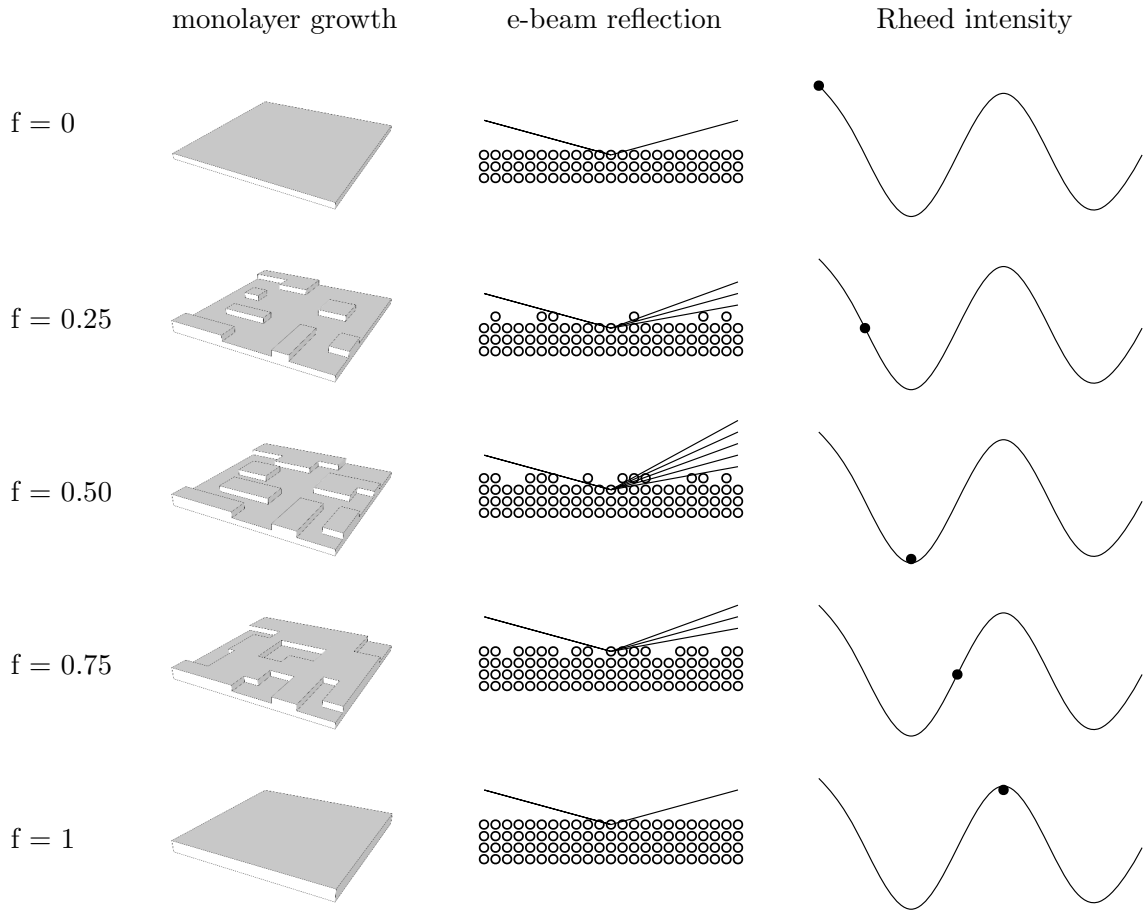 monolayer growth e-beam reflection Rheed intensity
f = 0
f = 0.25
f = 0.50
f = 0.75
f = 1